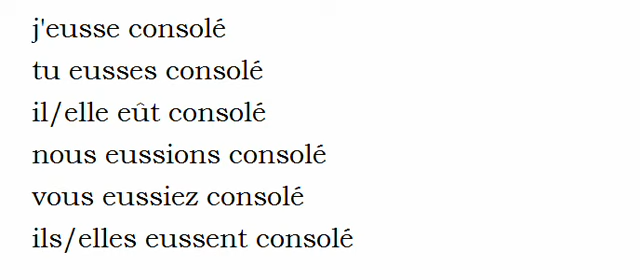 j'eusse consolé
tu eusses consolé
il/elle eût consolé
nous eussions consolé
vous eussiez consolé
ils/elles eussent consolé